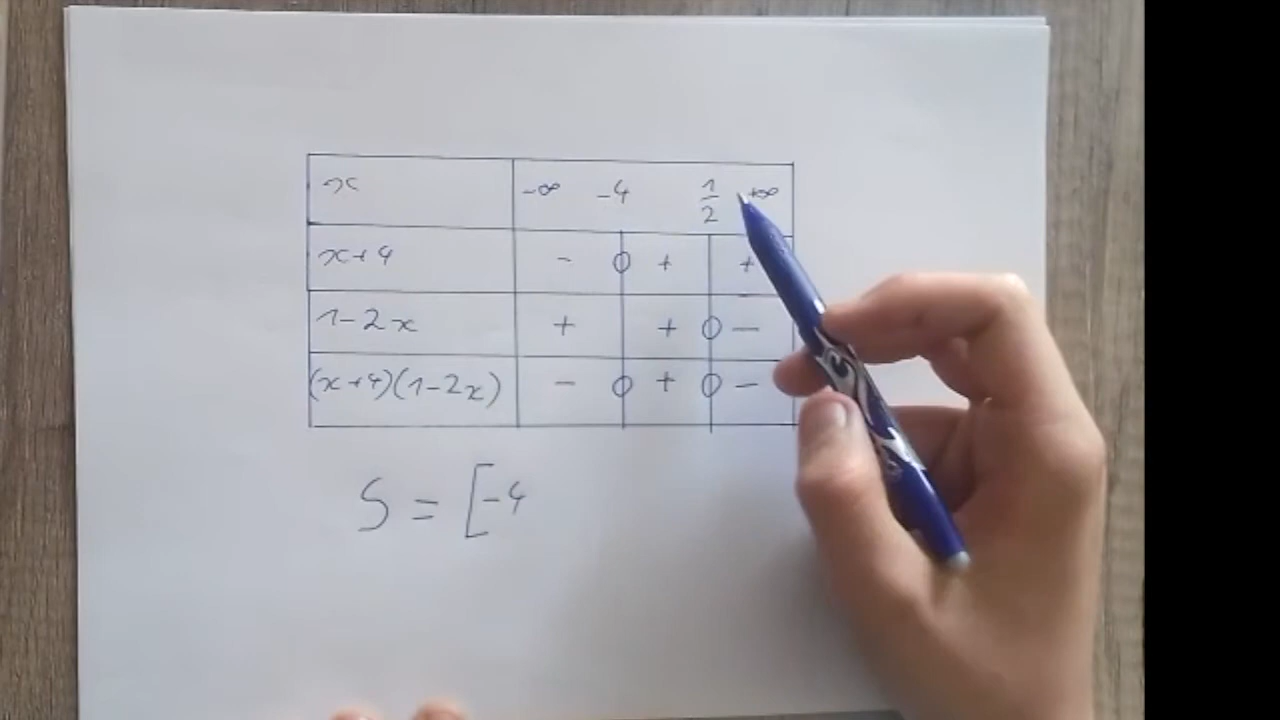 x -∞ -4 1/2 +∞
x+4 - 0 + +
1-2x + + 0 -
(x+4)(1-2x) - 0 + 0 -
S = [-4